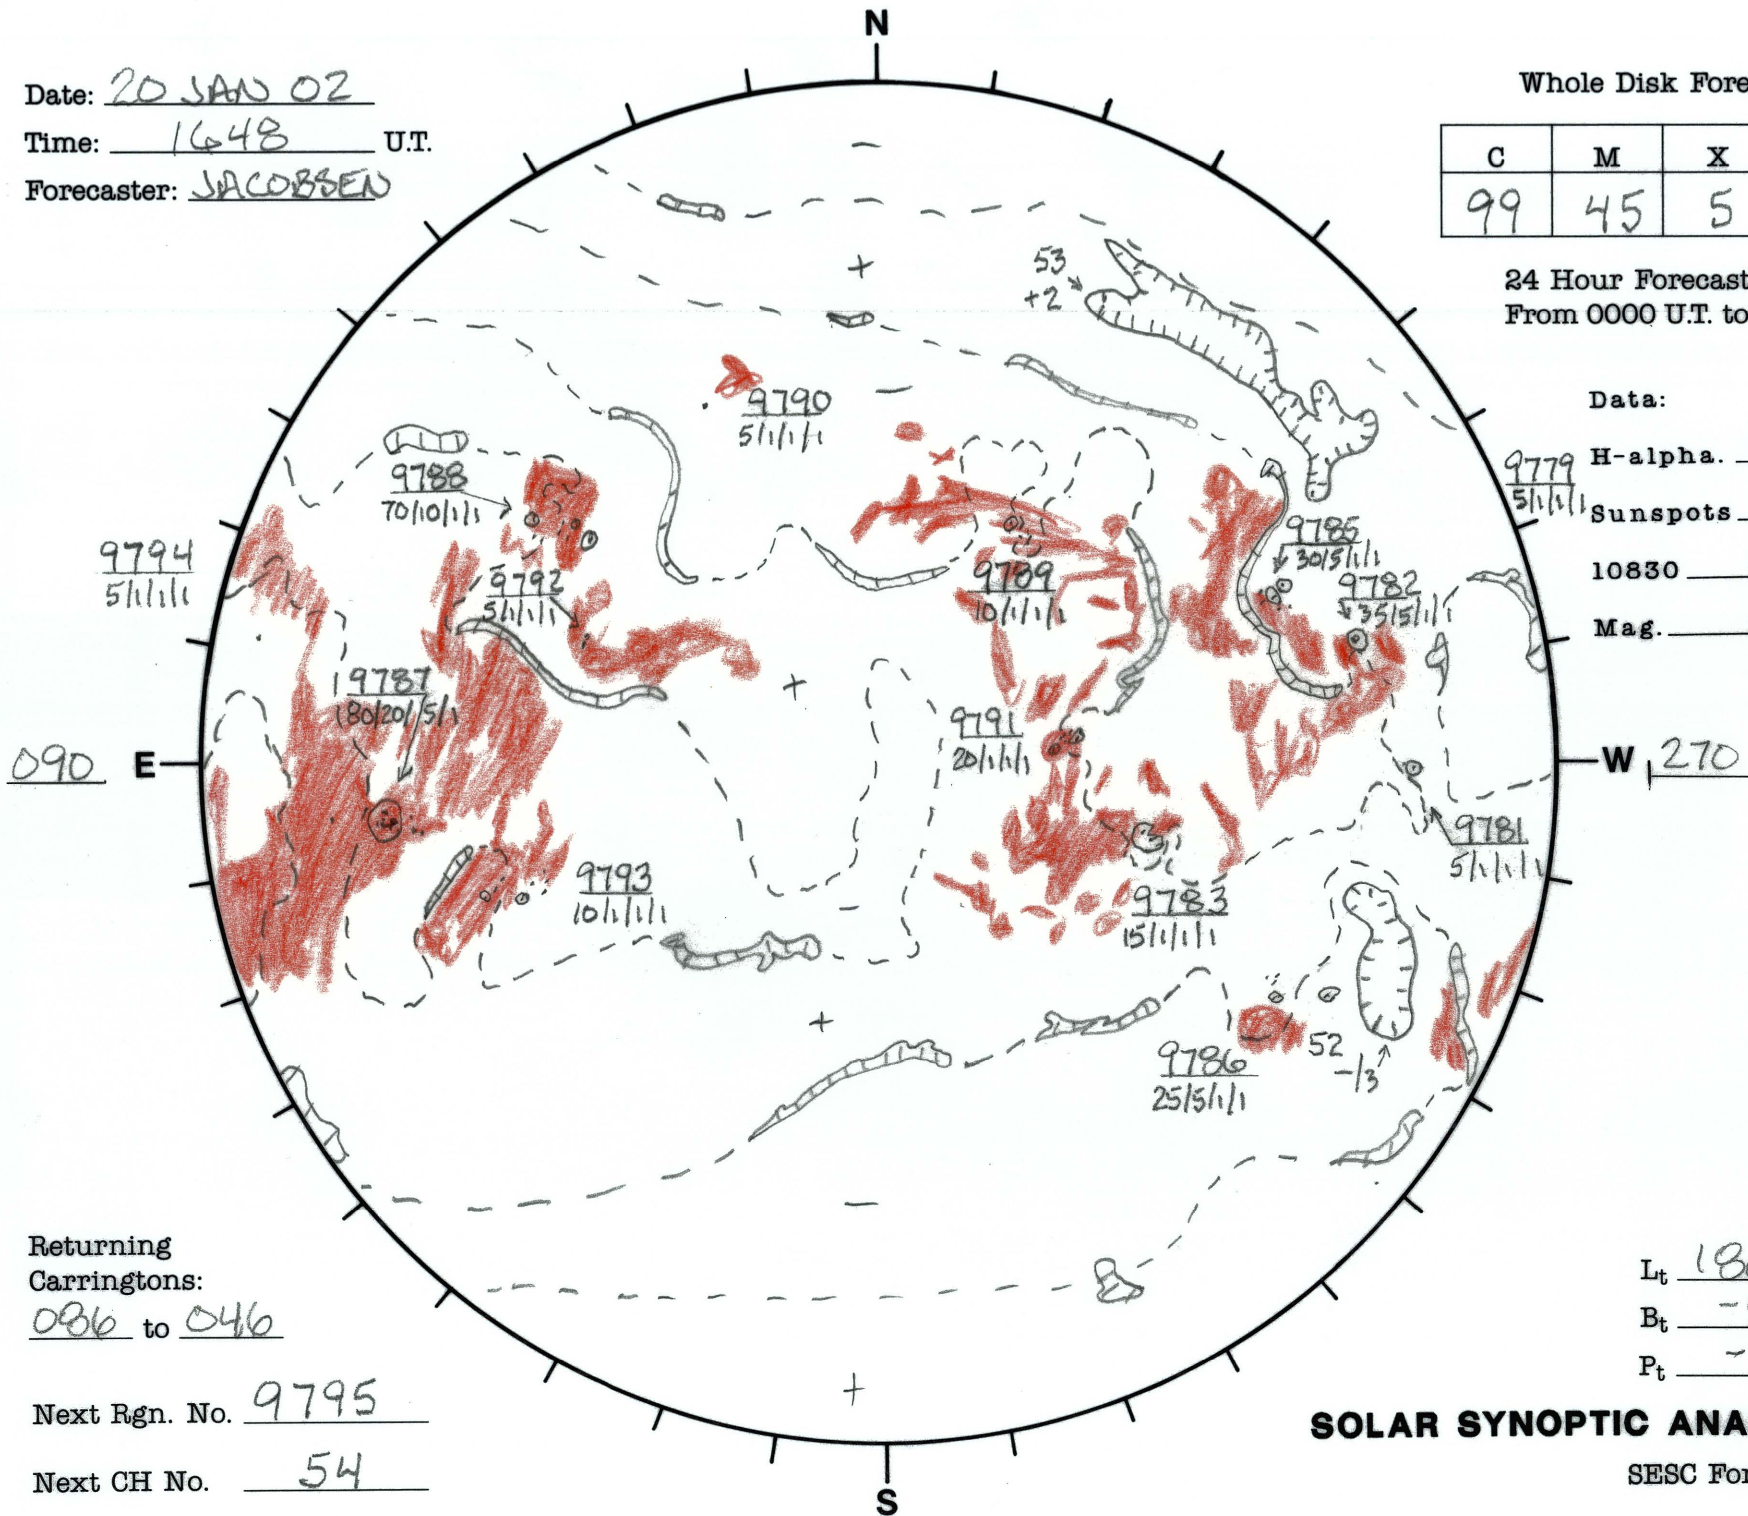 N
Date: 20 JAN 02
Time: 1648 U.T.
Forecaster: JACOBSEN
Whole Disk Fore
C M X
99 45 5
24 Hour Forecast
From 0000 U.T. to
53
+2
Data:
H-alpha.
Sunspots
10830
Mag.
9779
5/1/1/1
9790
5/1/1/1
9788
70/10/1/1
9794
5/1/1/1
9792
5/1/1/1
9789
10/1/1/1
9785
30/5/1/1
9782
35/5/1/1
9787
180/20/5/1
9791
20/1/1/1
090 E
W 270
9781
5/1/1/1
9793
10/1/1/1
9783
15/1/1/1
9786
25/5/1/1
52
-/3
Returning
Carringtons:
086 to 046
Next Rgn. No. 9795
Next CH No. 54
Lt 18
Bt -
Pt -
SOLAR SYNOPTIC ANA
SESC For
S